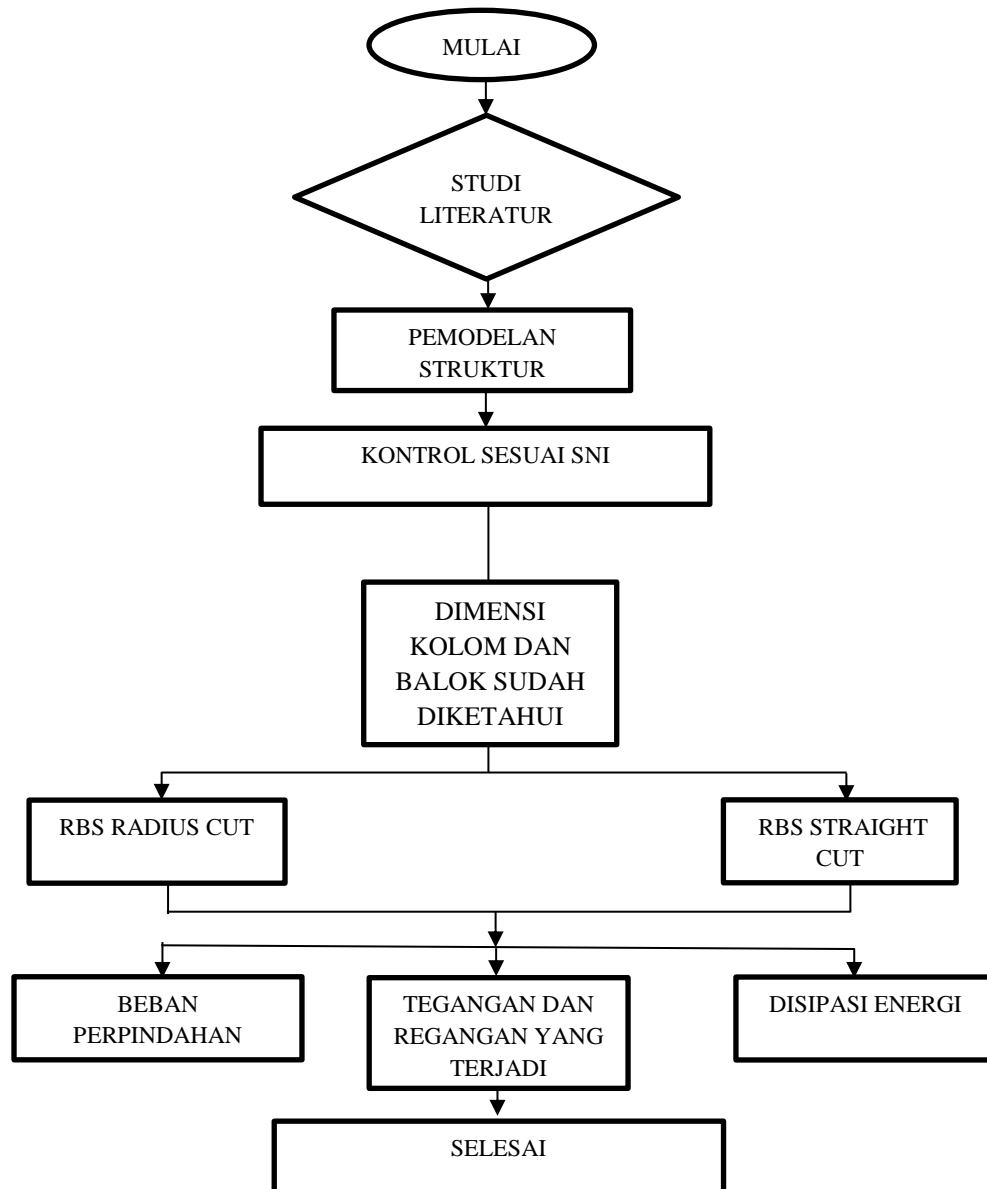 MULAI
STUDI
LITERATUR
PEMODELAN
STRUKTUR
KONTROL SESUAI SNI
DIMENSI
KOLOM DAN
BALOK SUDAH
DIKETAHUI
RBS RADIUS CUT
RBS STRAIGHT
CUT
BEBAN
PERPINDAHAN
TEGANGAN DAN
REGANGAN YANG
TERJADI
DISIPASI ENERGI
SELESAI